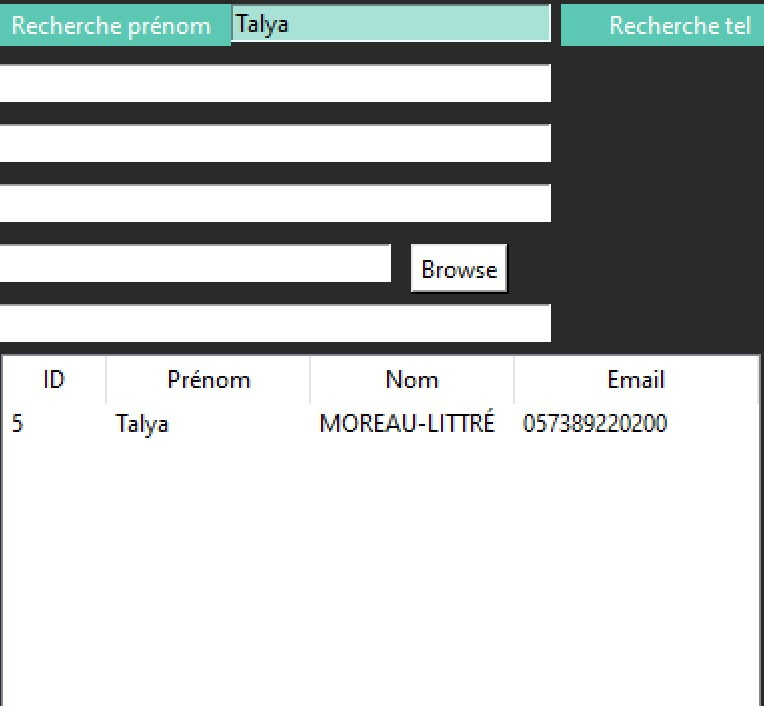 Recherche prénom Talya Recherche tel
Browse
ID Prénom Nom Email
5 Talya MOREAU-LITTRÉ 057389220200